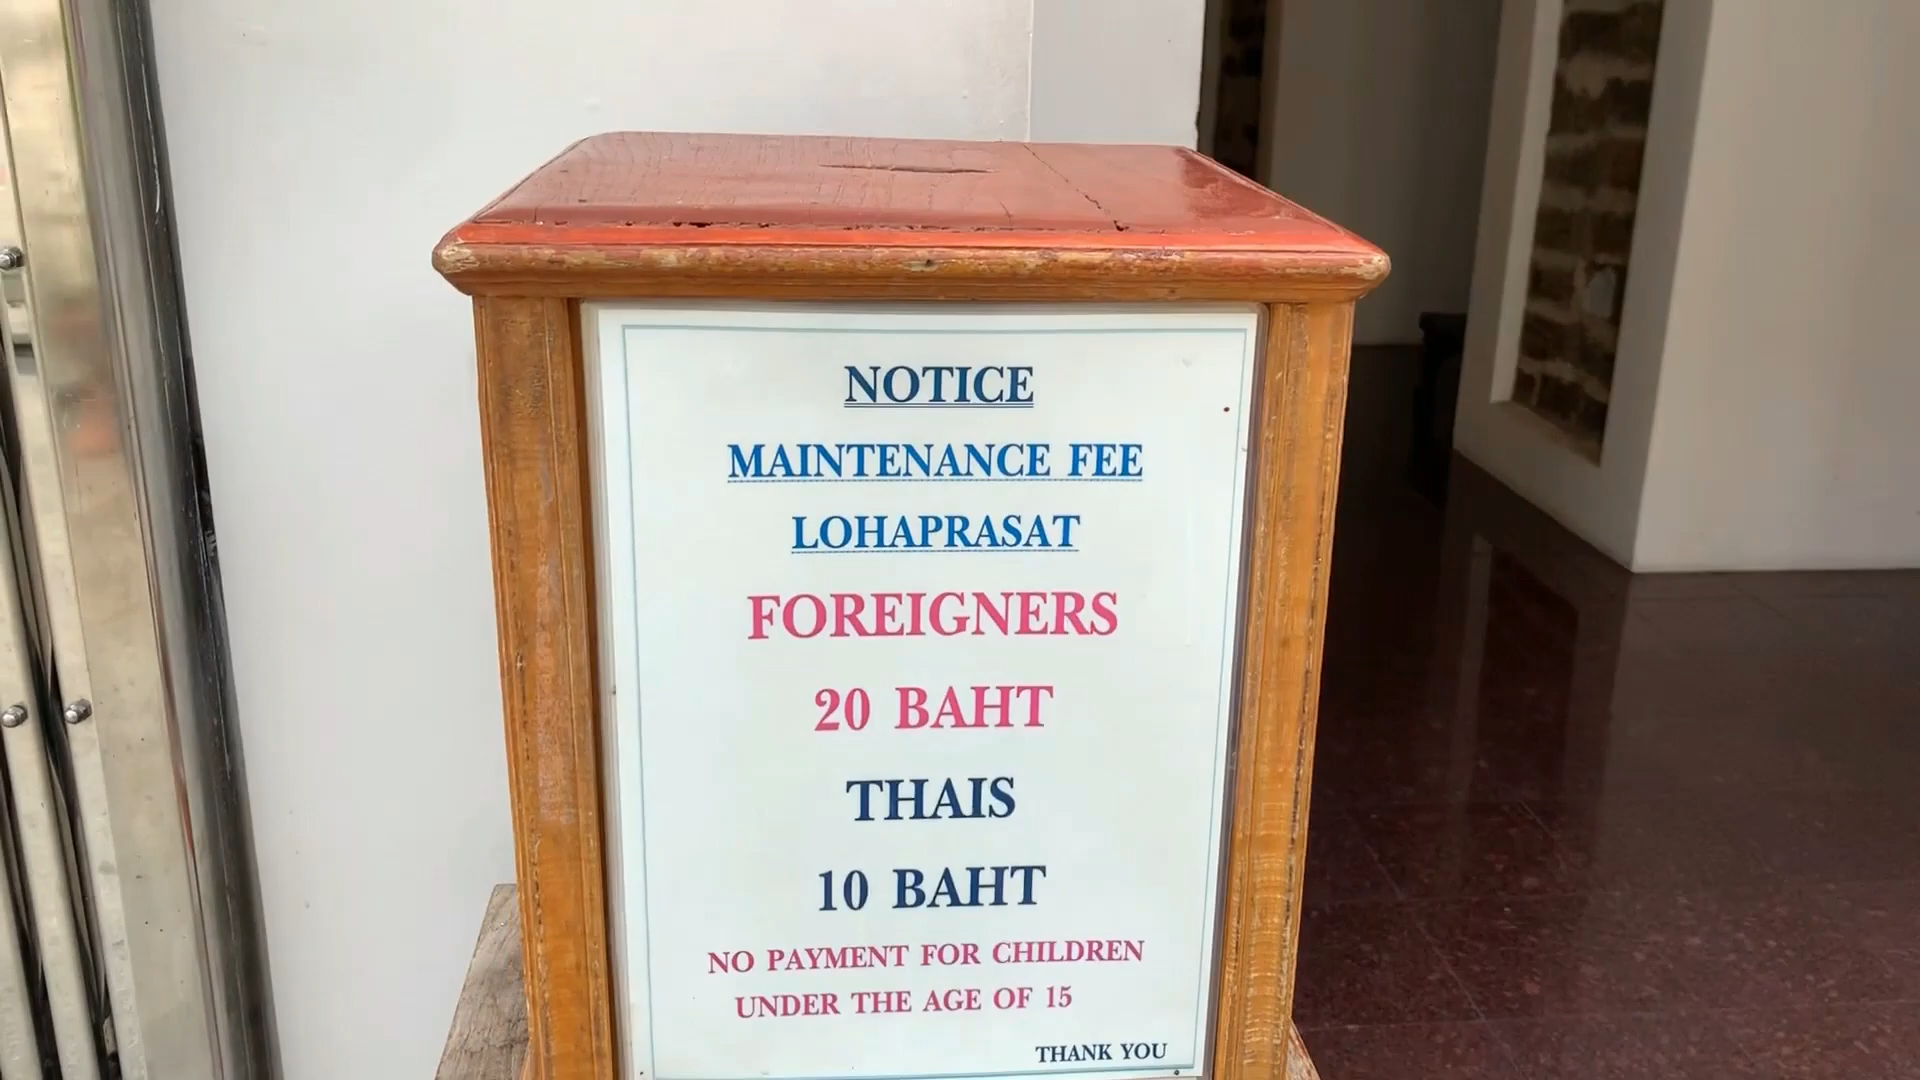 NOTICE
MAINTENANCE FEE
LOHAPRASAT
FOREIGNERS
20 BAHT
THAIS
10 BAHT
NO PAYMENT FOR CHILDREN
UNDER THE AGE OF 15
THANK YOU